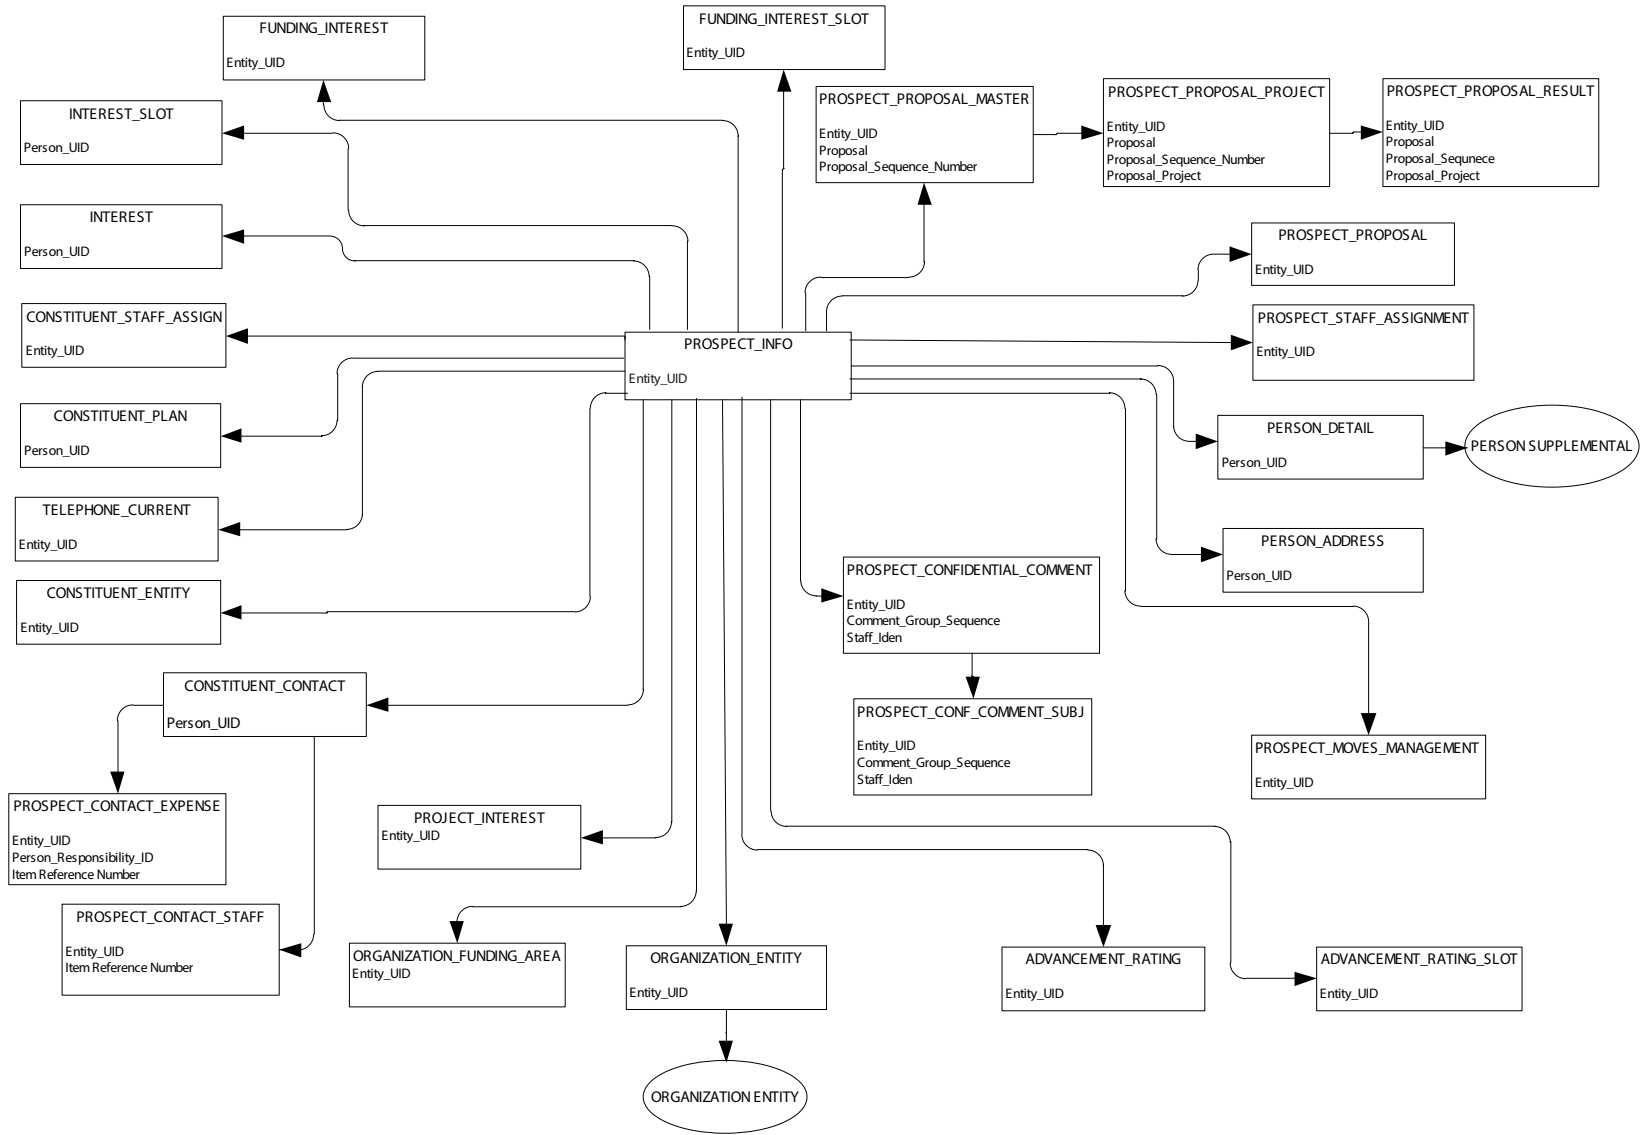 FUNDING_INTEREST
Entity_UID
FUNDING_INTEREST_SLOT
Entity_UID
INTEREST_SLOT
Person_UID
PROSPECT_PROPOSAL_MASTER
Entity_UID
Proposal
Proposal_Sequence_Number
PROSPECT_PROPOSAL_PROJECT
Entity_UID
Proposal
Proposal_Sequence_Number
Proposal_Project
PROSPECT_PROPOSAL_RESULT
Entity_UID
Proposal
Proposal_Sequnece
Proposal_Project
INTEREST
Person_UID
PROSPECT_PROPOSAL
Entity_UID
CONSTITUENT_STAFF_ASSIGN
Entity_UID
PROSPECT_INFO
Entity_UID
PROSPECT_STAFF_ASSIGNMENT
Entity_UID
CONSTITUENT_PLAN
Person_UID
PERSON_DETAIL
Person_UID
PERSON SUPPLEMENTAL
TELEPHONE_CURRENT
Entity_UID
PERSON_ADDRESS
Person_UID
CONSTITUENT_ENTITY
Entity_UID
PROSPECT_CONFIDENTIAL_COMMENT
Entity_UID
Comment_Group_Sequence
Staff_Iden
CONSTITUENT_CONTACT
Person_UID
PROSPECT_CONF_COMMENT_SUBJ
Entity_UID
Comment_Group_Sequence
Staff_Iden
PROSPECT_MOVES_MANAGEMENT
Entity_UID
PROSPECT_CONTACT_EXPENSE
Entity_UID
Person_Responsibility_ID
Item Reference Number
PROJECT_INTEREST
Entity_UID
PROSPECT_CONTACT_STAFF
Entity_UID
Item Reference Number
ORGANIZATION_FUNDING_AREA
Entity_UID
ORGANIZATION_ENTITY
Entity_UID
ADVANCEMENT_RATING
Entity_UID
ADVANCEMENT_RATING_SLOT
Entity_UID
ORGANIZATION ENTITY